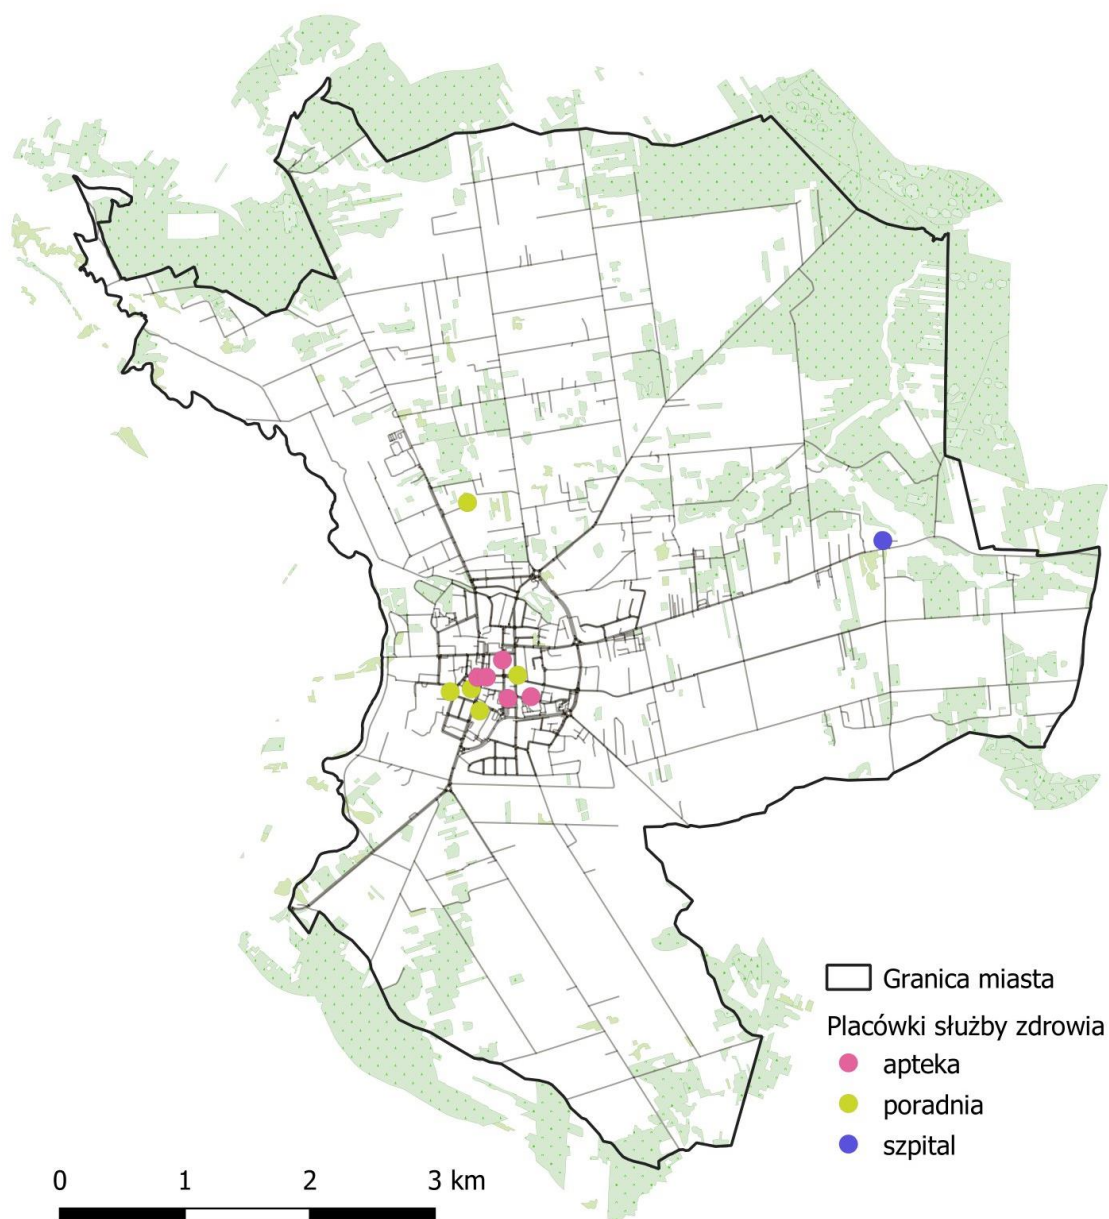 Granica miasta
Placówki służby zdrowia
apteka
poradnia
szpital
0 1 2 3 km